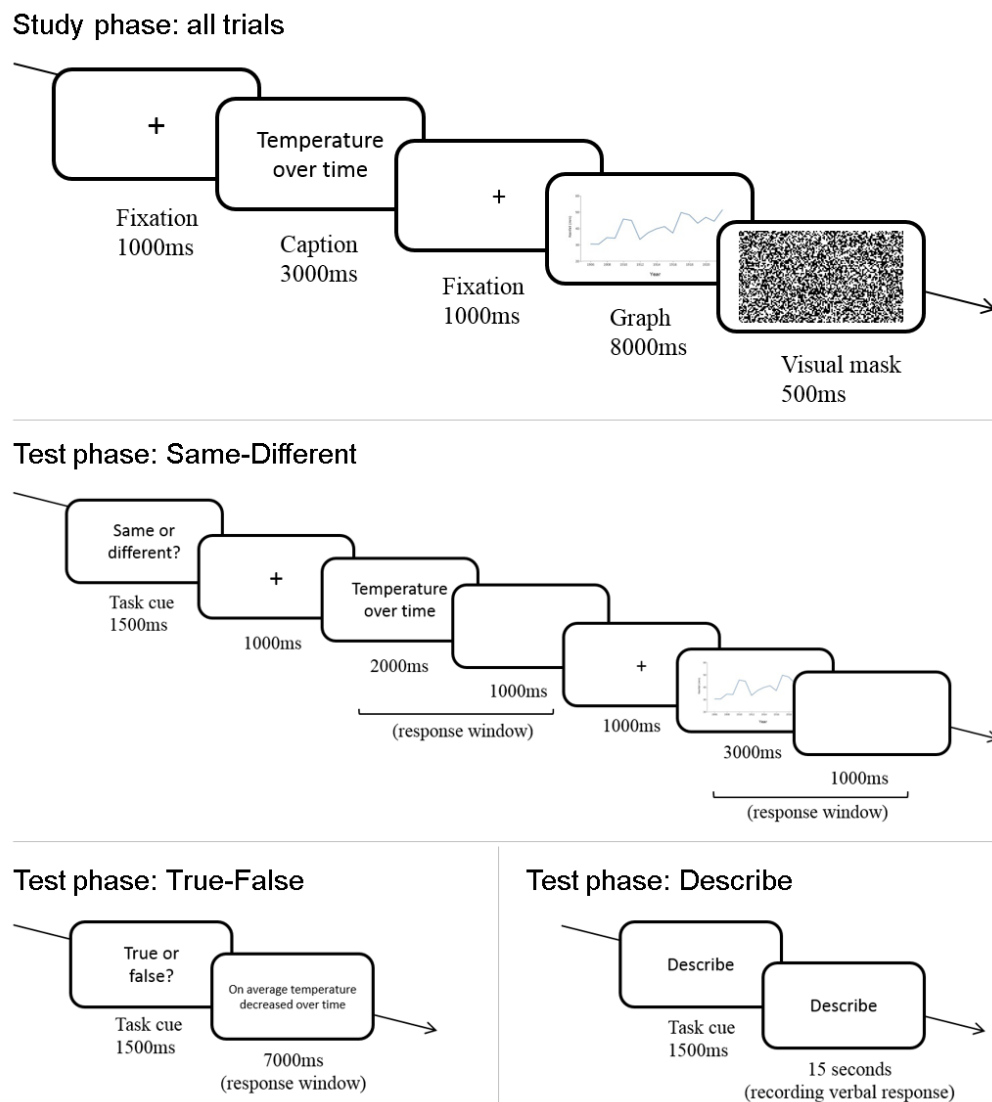 Study phase: all trials
+
Fixation
1000ms
Temperature
over time
Caption
3000ms
+
Fixation
1000ms
Year
Graph
8000ms
Visual mask
500ms
Test phase: Same-Different
Same or
different?
Task cue
1500ms
+
1000ms
Temperature
over time
2000ms
1000ms
(response window)
+
1000ms
Year
3000ms
1000ms
(response window)
Test phase: True-False
True or
false?
Task cue
1500ms
On average temperature
decreased over time
7000ms
(response window)
Test phase: Describe
Describe
Task cue
1500ms
Describe
15 seconds
(recording verbal response)